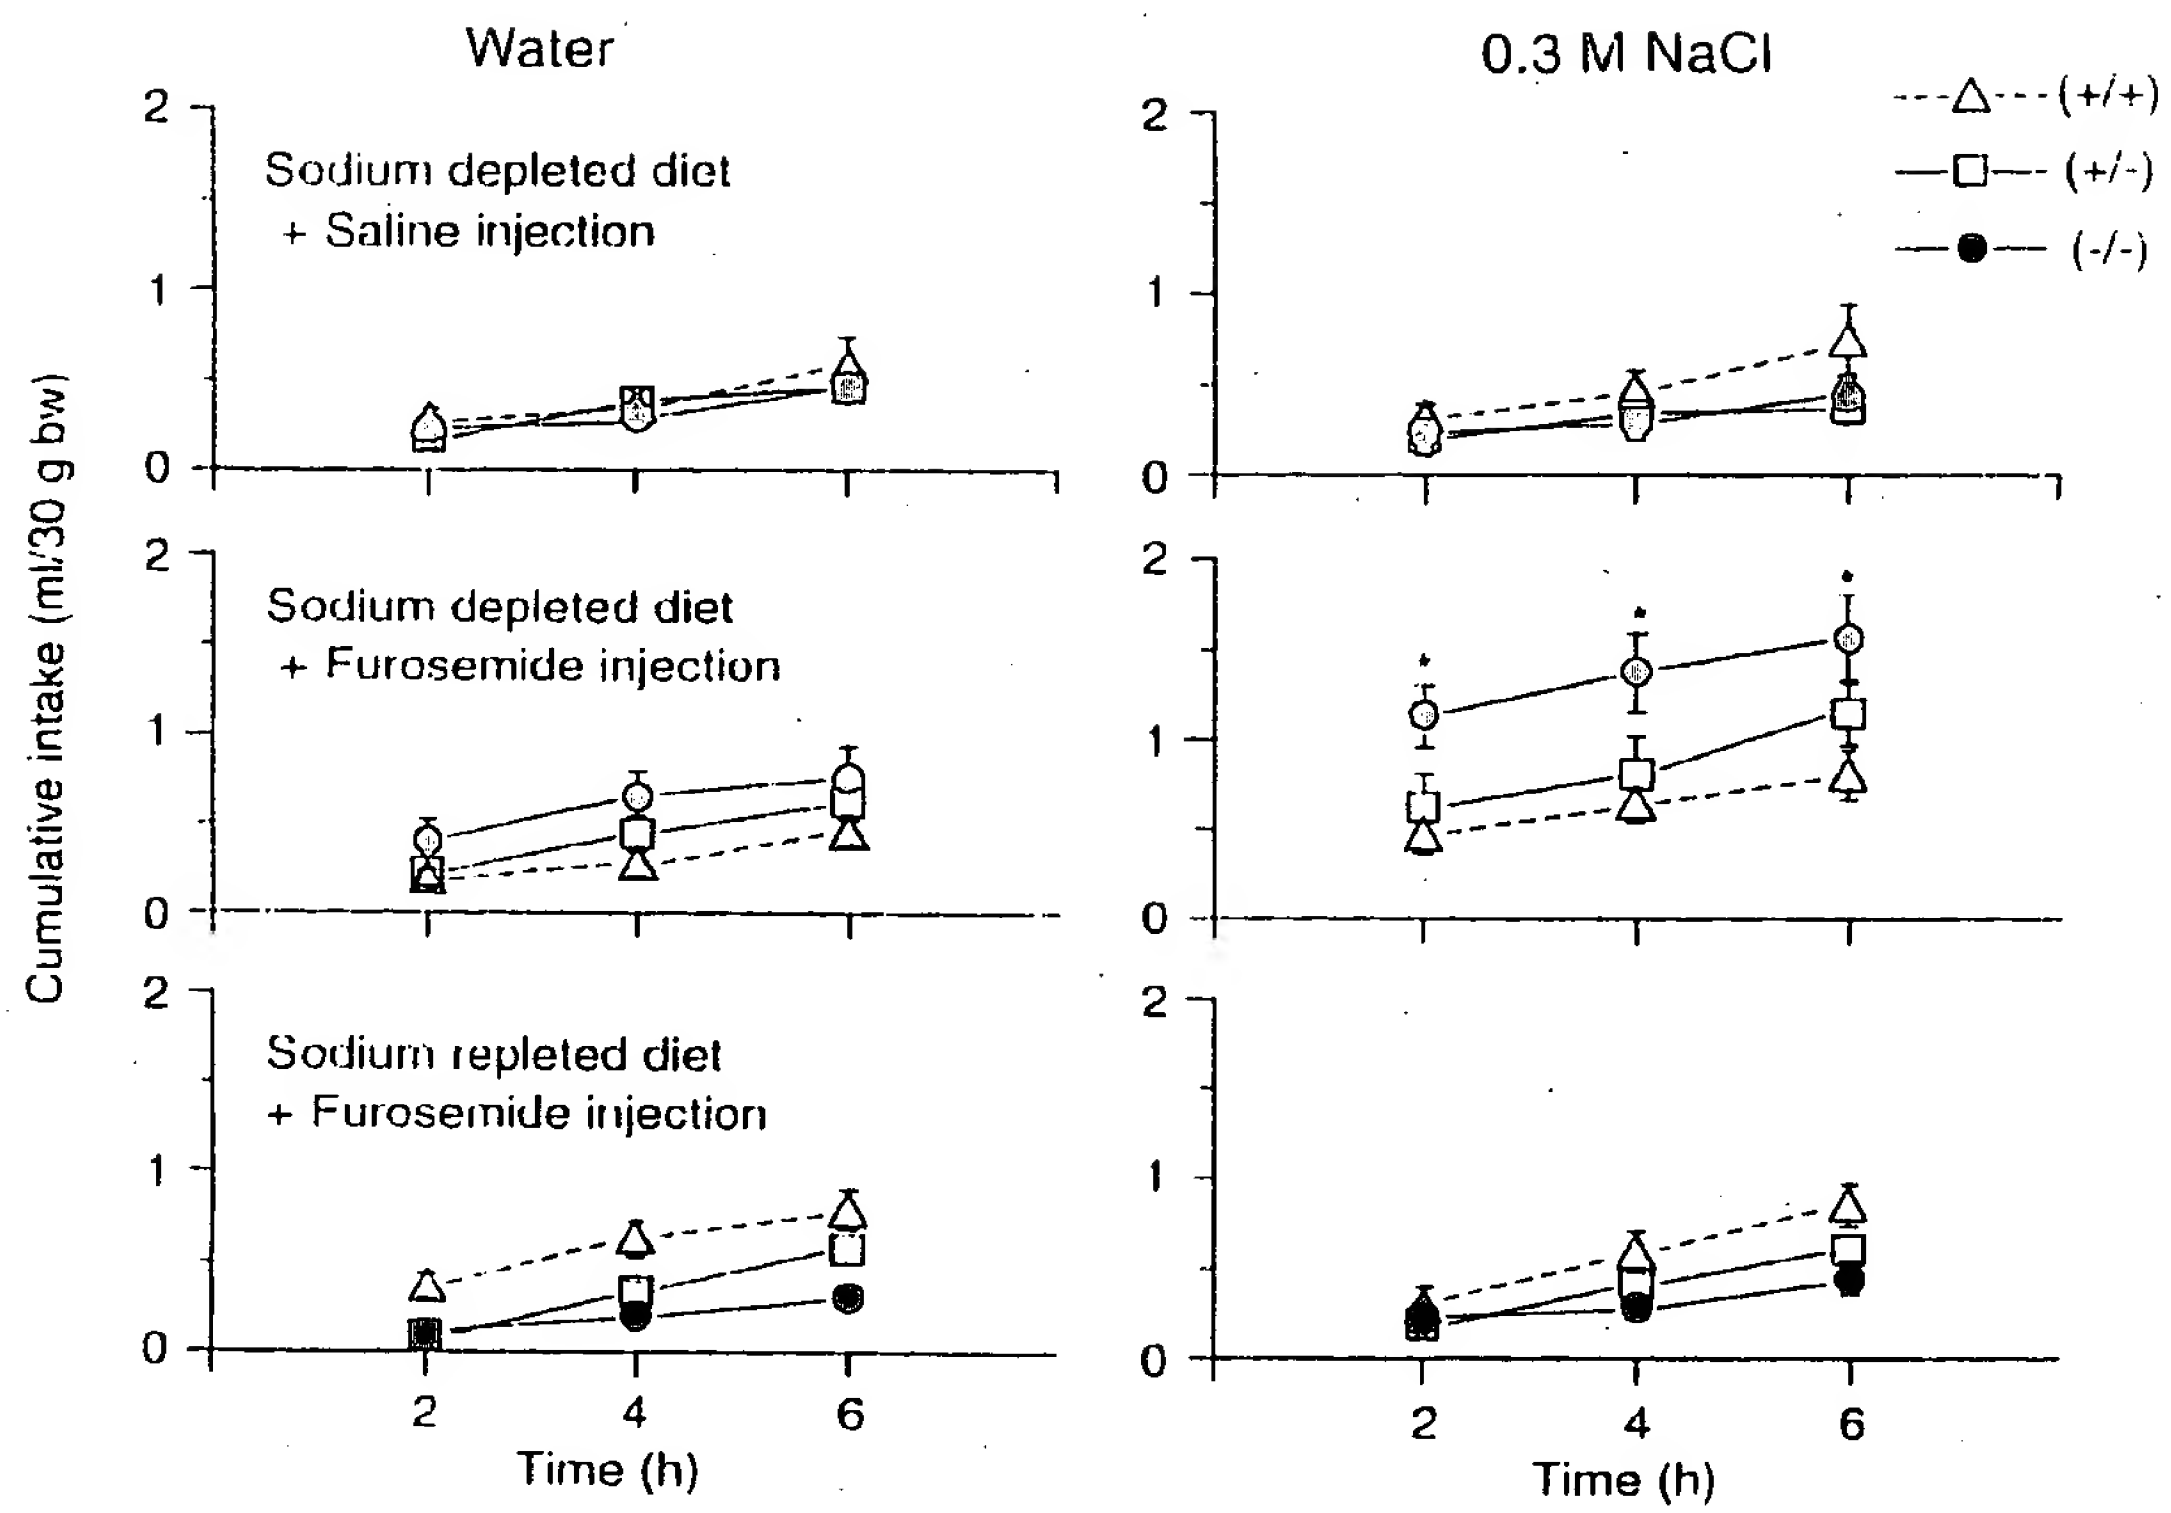 Water
0.3 M NaCl
(+/+)
(+/-)
(-/-)
Cumulative intake (ml/30 g bw)
2
Sodium depleted diet
+ Saline injection
1
0
2
1
0
2
Sodium depleted diet
+ Furosemide injection
1
0
2
*
*
*
1
0
2
Sodium repleted diet
+ Furosemide injection
1
0
2 4 6
Time (h)
2
1
0
2 4 6
Time (h)